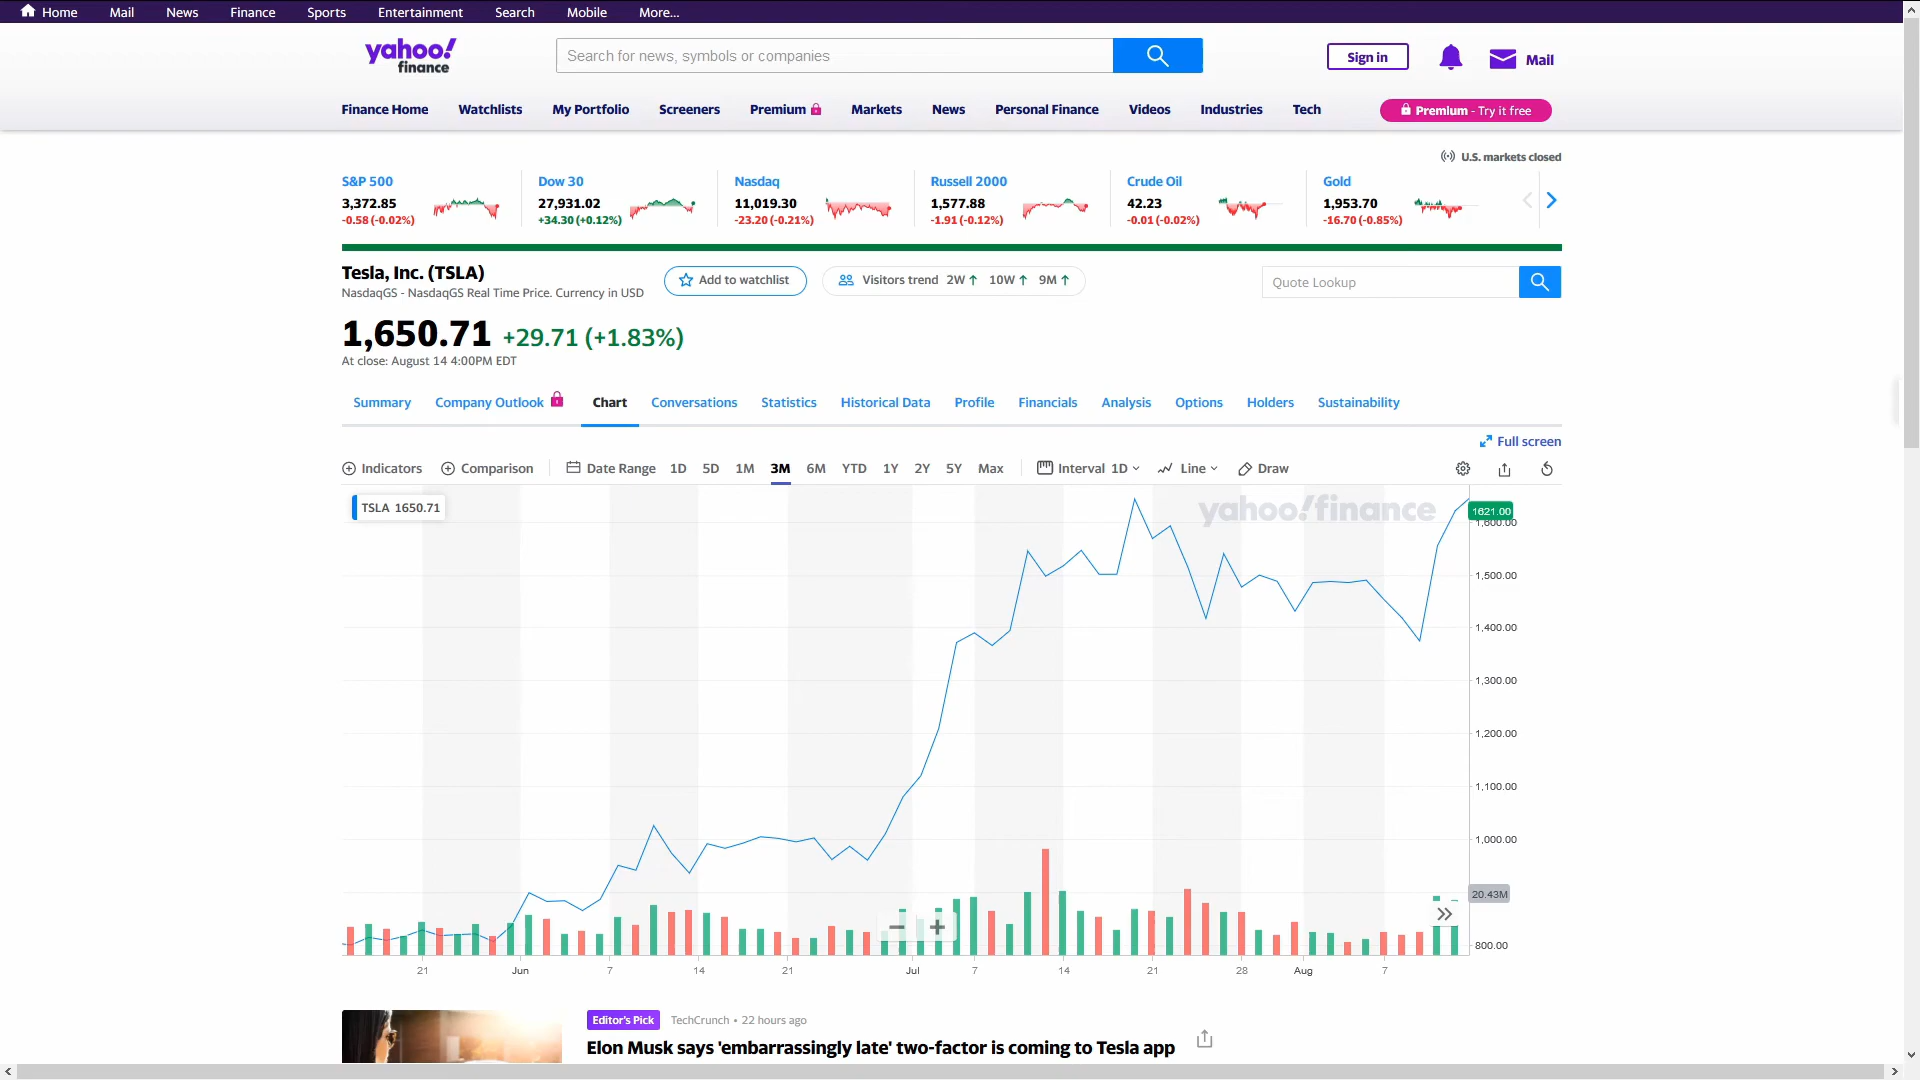 Home Mail News Finance Sports Entertainment Search Mobile More...
yahoo!
finance
Search for news, symbols or companies
Sign in
Mail
Finance Home Watchlists My Portfolio Screeners Premium Markets News Personal Finance Videos Industries Tech
Premium - Try it free
U.S. markets closed
S&P 500 Dow 30 Nasdaq Russell 2000 Crude Oil Gold
3,372.85 27,931.02 11,019.30 1,577.88 42.23 1,953.70
-0.58 (-0.02%) +34.30 (+0.12%) -23.20 (-0.21%) -1.91 (-0.12%) -0.01 (-0.02%) -16.70 (-0.85%)
Tesla, Inc. (TSLA)
NasdaqGS - NasdaqGS Real Time Price. Currency in USD
Add to watchlist
Visitors trend 2W↑ 10W↑ 9M↑
Quote Lookup
1,650.71 +29.71 (+1.83%)
At close: August 14 4:00PM EDT
Summary Company Outlook Chart Conversations Statistics Historical Data Profile Financials Analysis Options Holders Sustainability
Full screen
Indicators Comparison Date Range 1D 5D 1M 3M 6M YTD 1Y 2Y 5Y Max Interval 1D Line Draw
TSLA 1650.71
yahoo!finance
1621.00
1,600.00
1,500.00
1,400.00
1,300.00
1,200.00
1,100.00
1,000.00
20.43M
800.00
21 Jun 7 14 21 Jul 7 14 21 28 Aug 7
Editor's Pick TechCrunch • 22 hours ago
Elon Musk says 'embarrassingly late' two-factor is coming to Tesla app